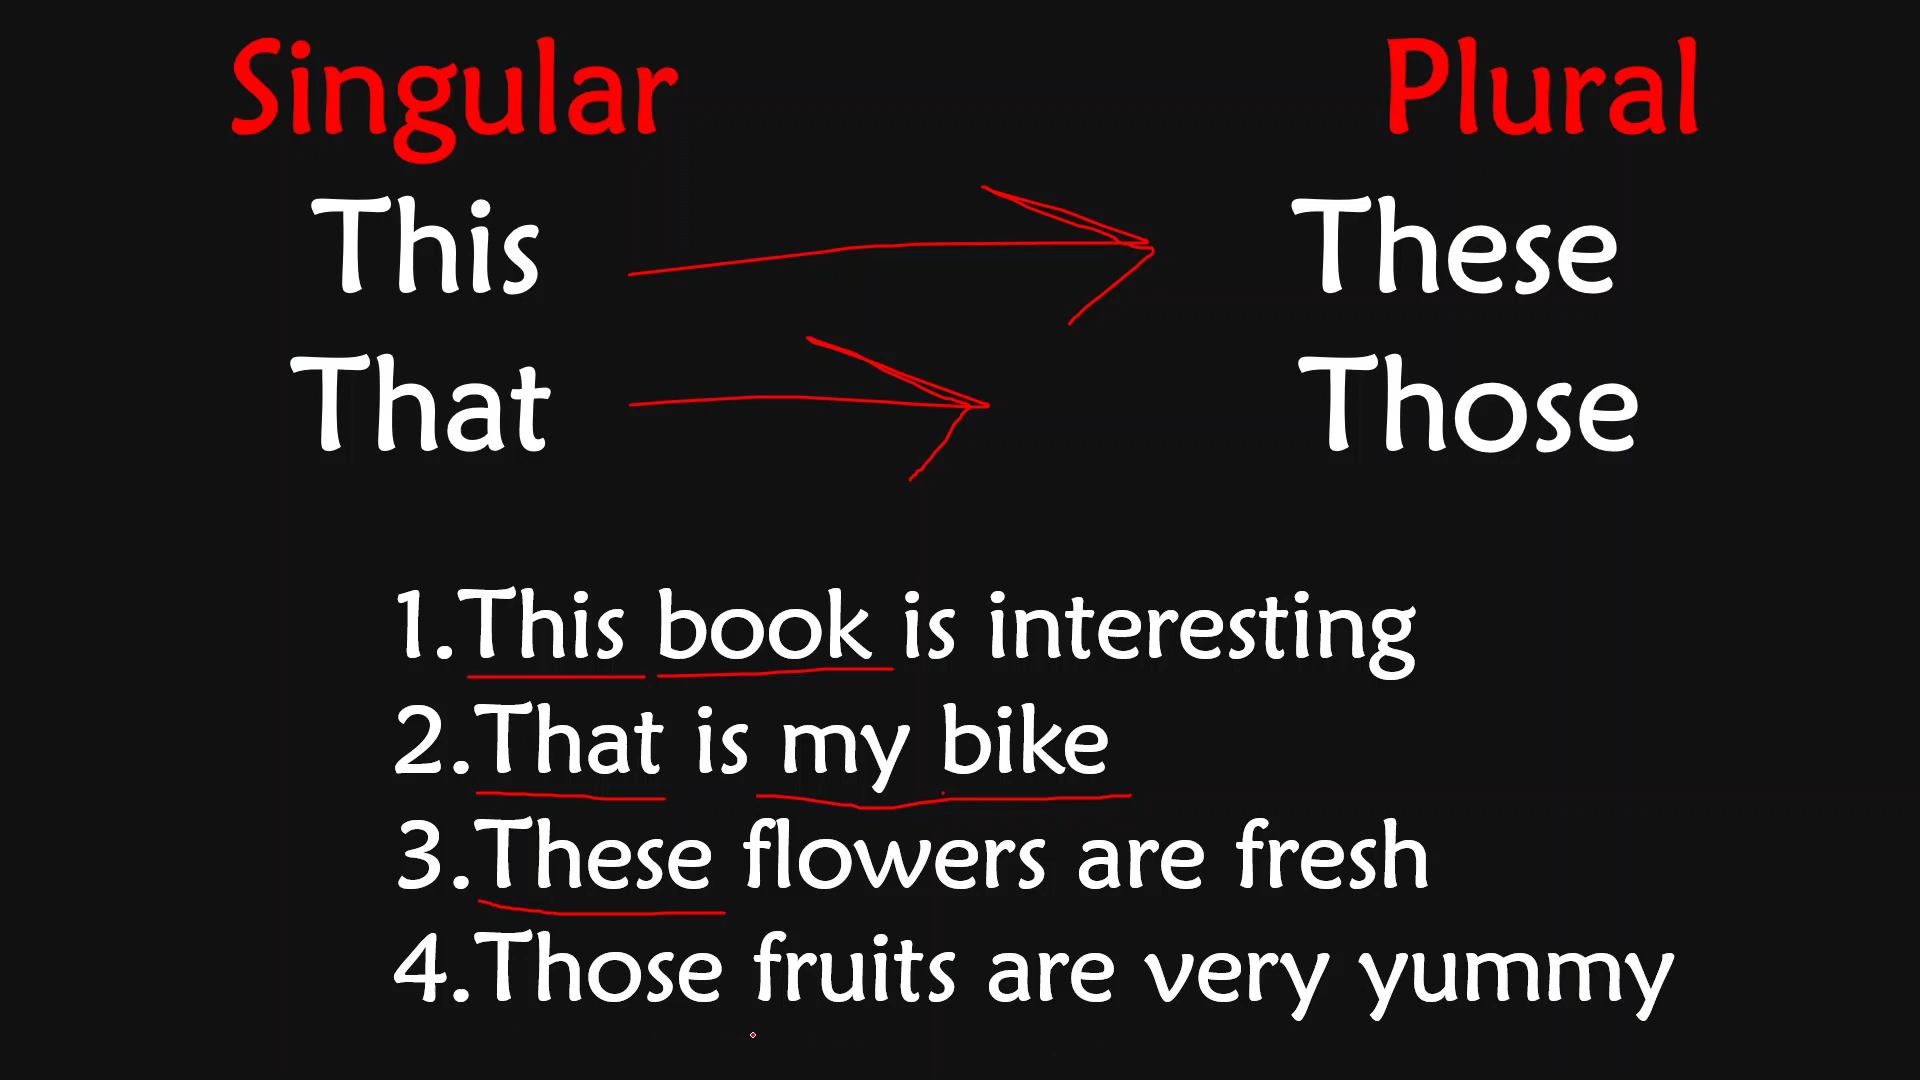 Singular Plural
This These
That Those
1.This book is interesting
2.That is my bike
3.These flowers are fresh
4.Those fruits are very yummy